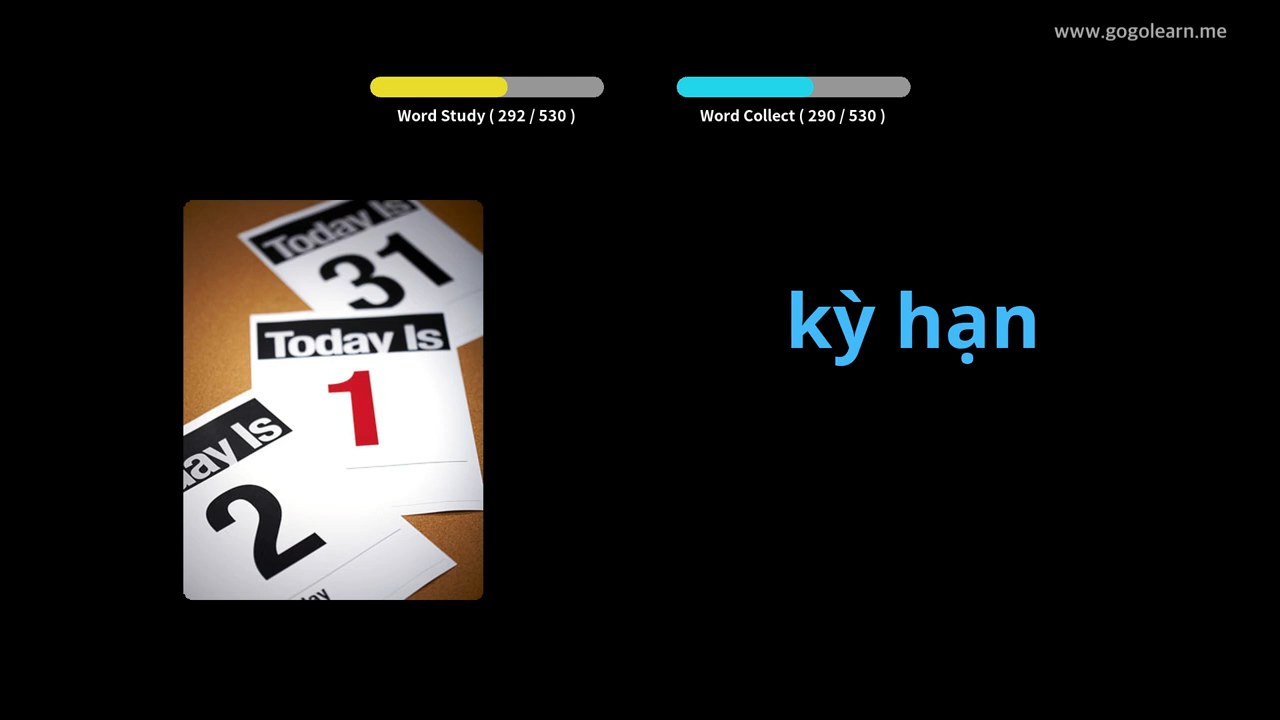 www.gogolearn.me
Word Study ( 292 / 530 )
Word Collect ( 290 / 530 )
Today Is
31
Today Is
1
ay Is
2
ay
kỳ hạn